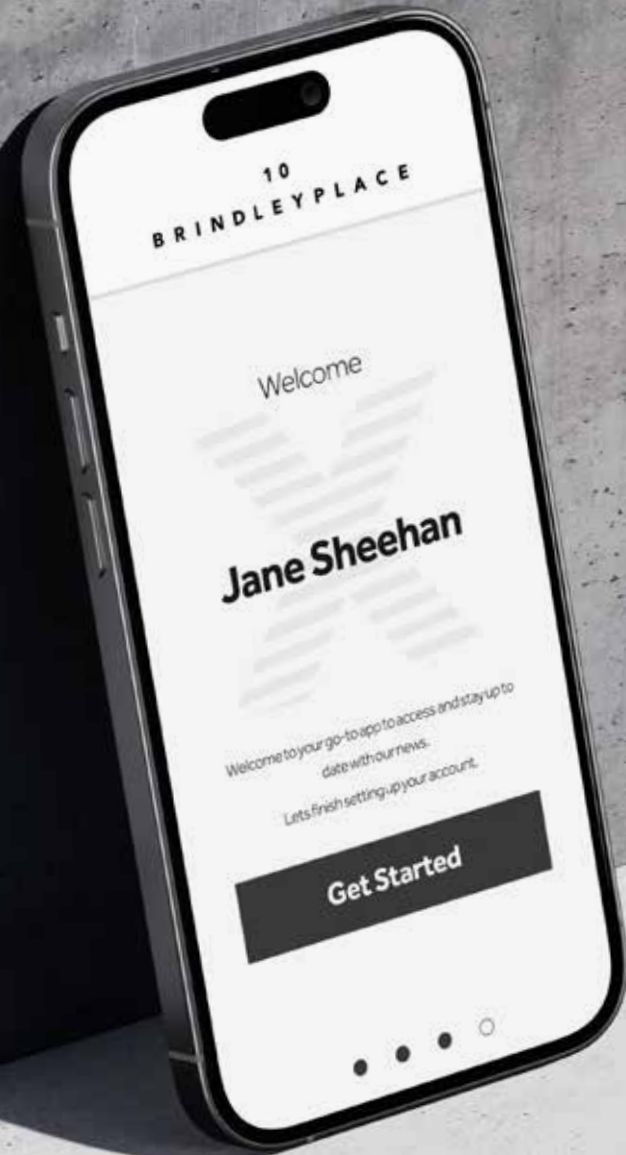 10
BRINDLEYPLACE
Welcome
Jane Sheehan
Welcome to your go-to app to access and stay up to
date with our news.
Lets finish setting up your account.
Get Started